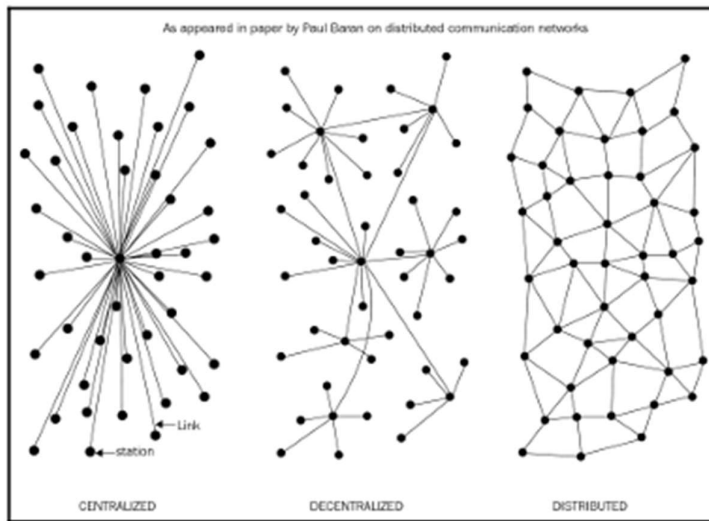 As appeared in paper by Paul Baran on distributed communication networks
Link
station
CENTRALIZED
DECENTRALIZED
DISTRIBUTED